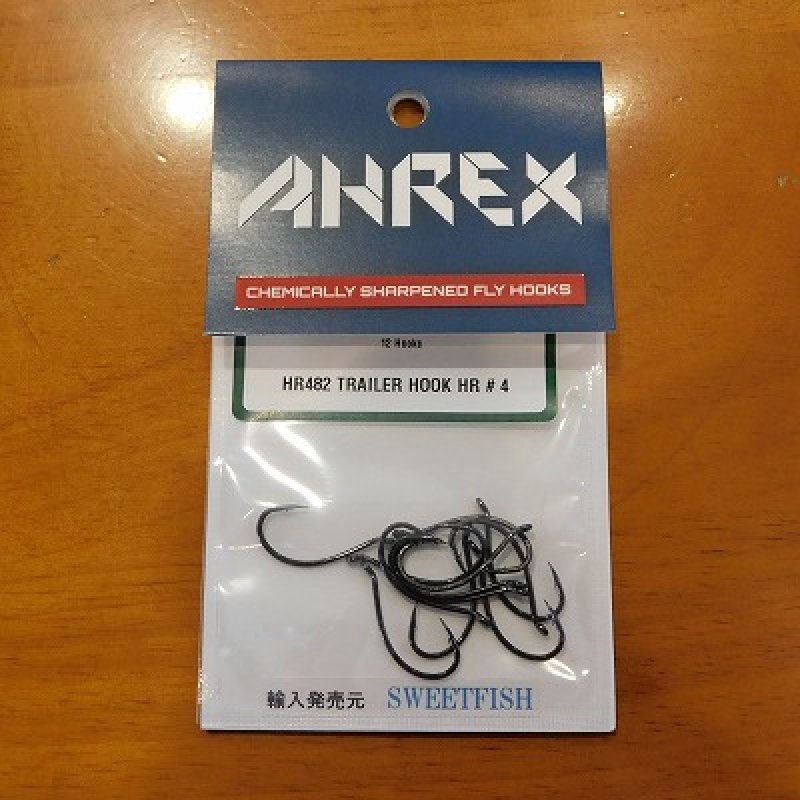 AHREX
CHEMICALLY SHARPENED FLY HOOKS
12 Hooks
HR482 TRAILER HOOK HR # 4
輸入発売元 SWEETFISH